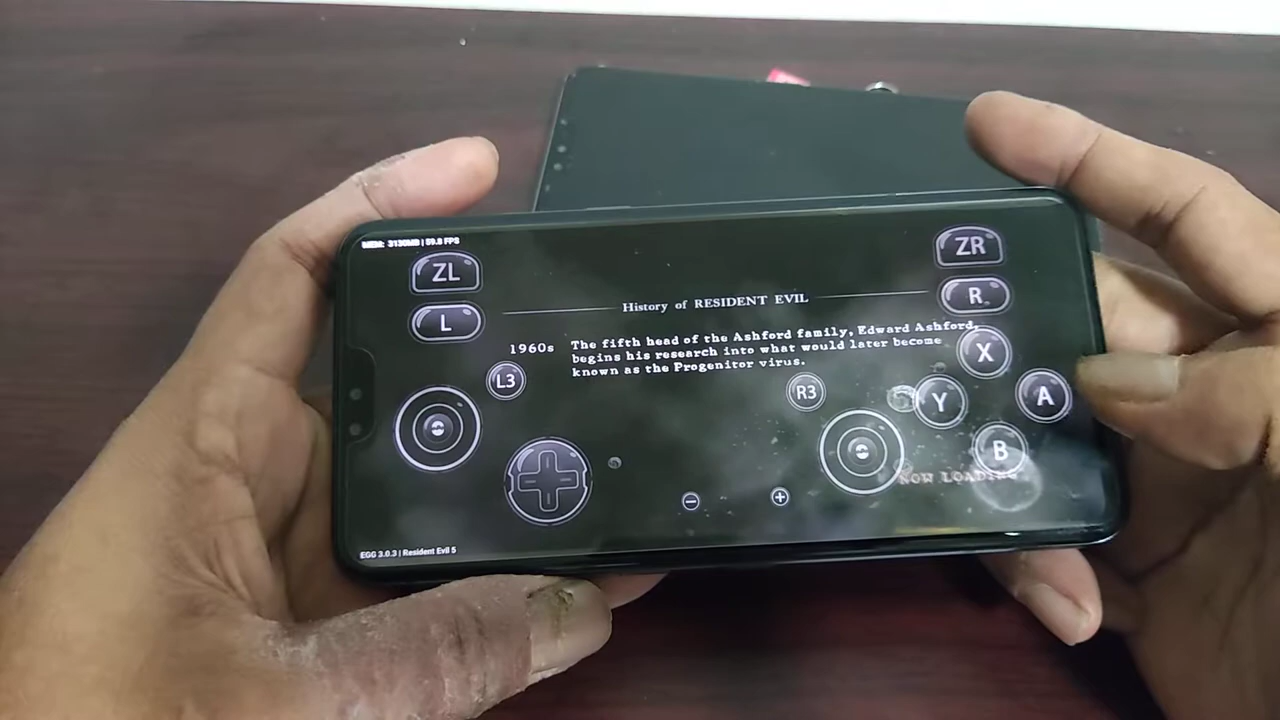 MEM: 3130MB | 59.8 FPS
ZL
ZR
L
R
History of RESIDENT EVIL
1960s The fifth head of the Ashford family, Edward Ashford,
begins his research into what would later become
known as the Progenitor virus.
X
L3
R3
Y
A
B
NOW LOADING
EGG 3.0.3 | Resident Evil 5